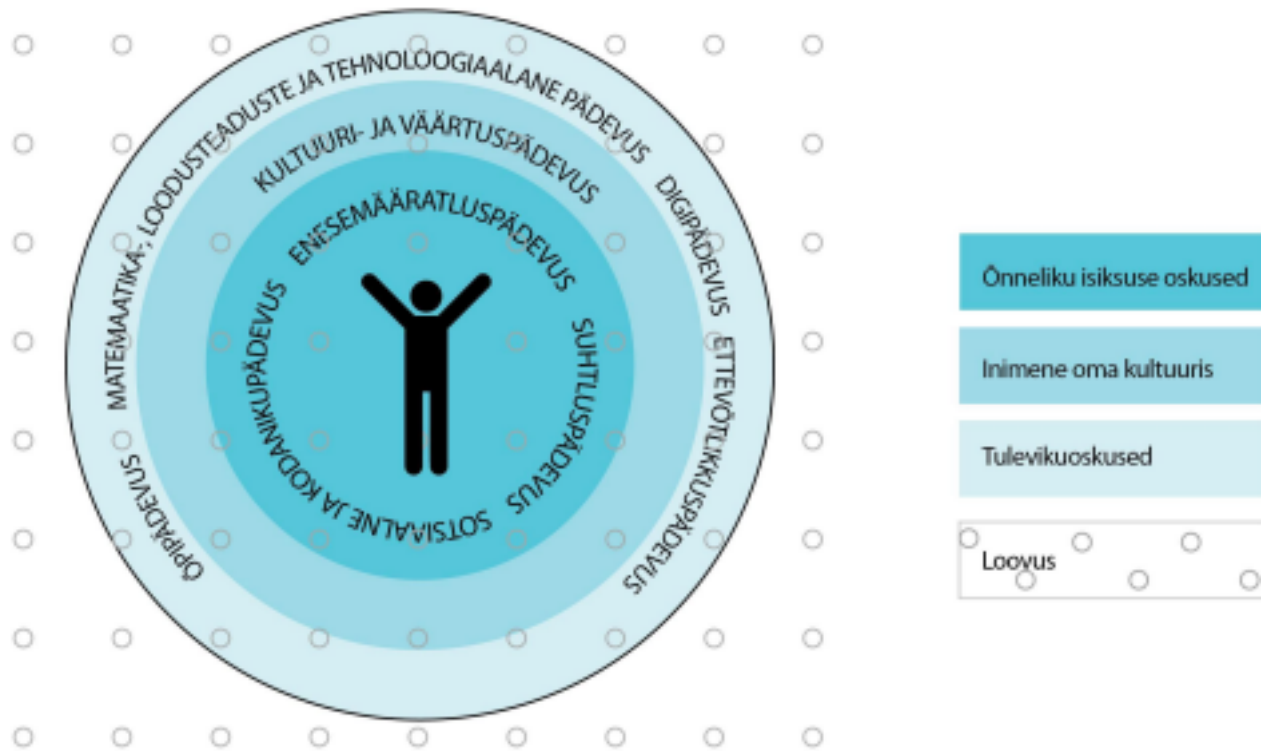 MATEMAATIKA-, LOODUSTEADUSTE JA TEHNOLOOGIAALANE PÄDEVUS
DIGIPÄDEVUS
ETTEVÕTLIKKUSPÄDEVUS
ÕPIPÄDEVUS
KULTUURI- JA VÄÄRTUSPÄDEVUS
ENESEMÄÄRATLUSPÄDEVUS
SUHTLUSPÄDEVUS
SOTSIAALNE JA KODANIKUPÄDEVUS
Õnneliku isiksuse oskused
Inimene oma kultuuris
Tulevikuoskused
Loovus